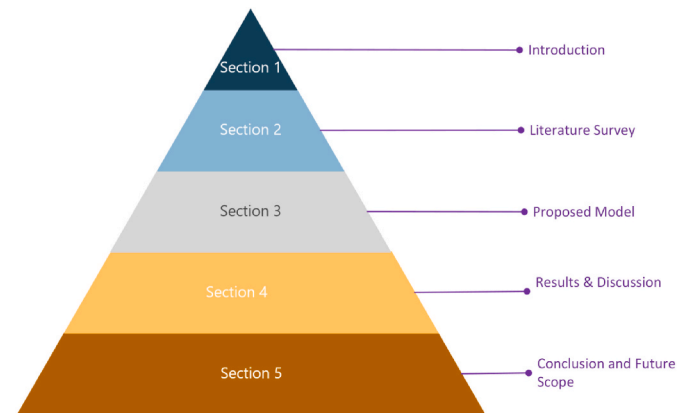 Section 1
Introduction
Section 2
Literature Survey
Section 3
Proposed Model
Section 4
Results & Discussion
Section 5
Conclusion and Future
Scope